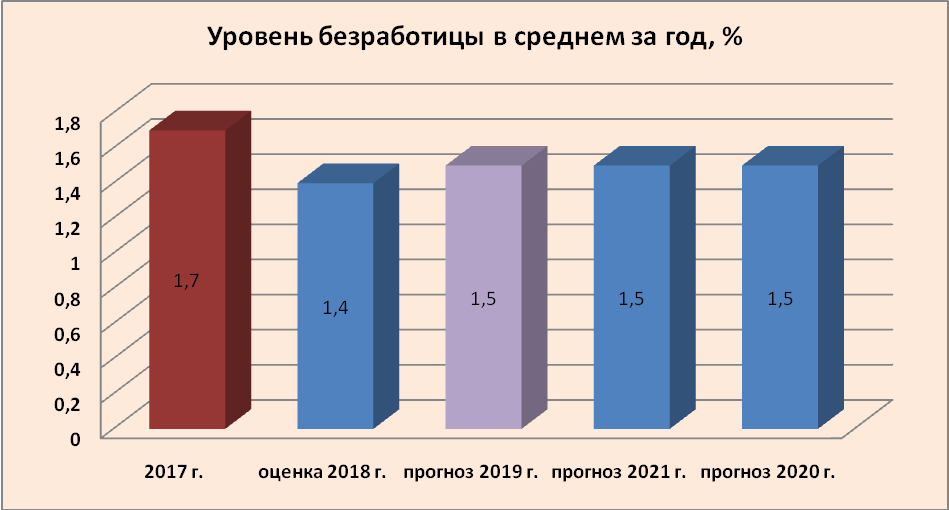 Уровень безработицы в среднем за год, %
1,8
1,6
1,4
1,2
1
0,8
0,6
0,4
0,2
0
1,7
1,4
1,5
1,5
1,5
2017 г.
оценка 2018 г.
прогноз 2019 г.
прогноз 2021 г.
прогноз 2020 г.